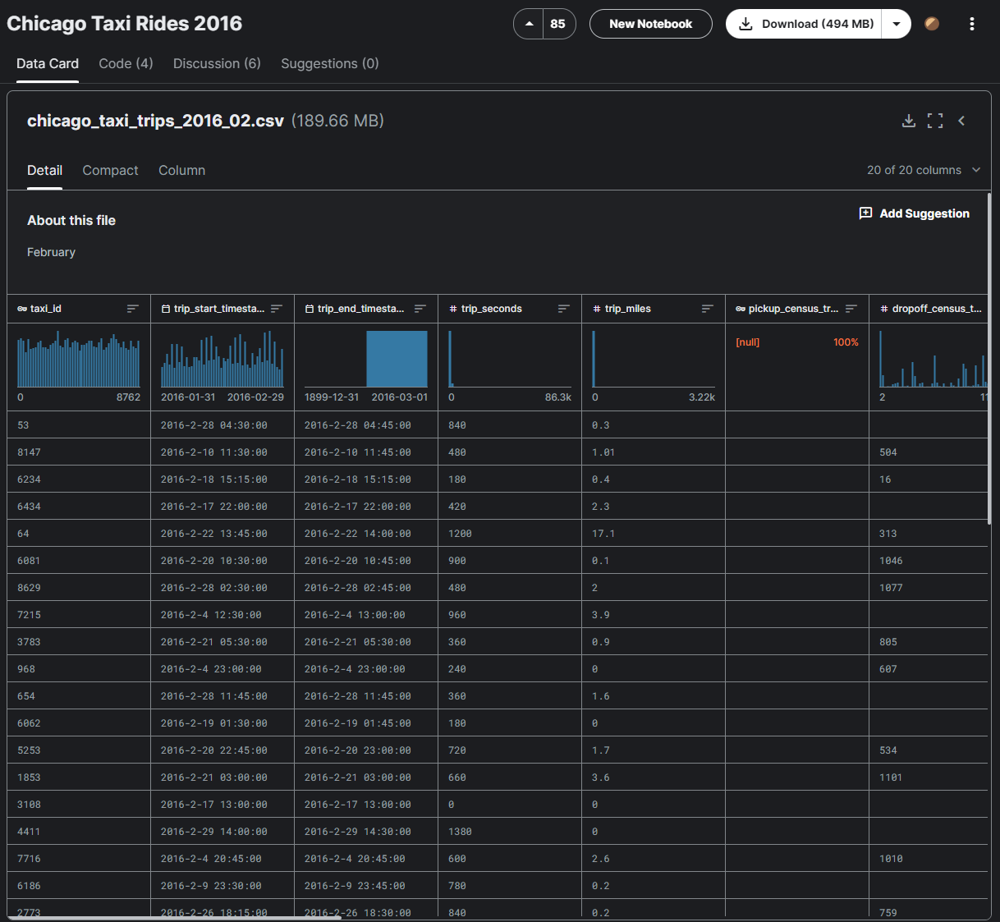 Chicago Taxi Rides 2016
85
New Notebook
Download (494 MB)
Data Card Code (4) Discussion (6) Suggestions (0)
chicago_taxi_trips_2016_02.csv (189.66 MB)
Detail Compact Column
20 of 20 columns
About this file
Add Suggestion
February
taxi_id trip_start_timesta... trip_end_timesta... # trip_seconds # trip_miles pickup_census_tr... # dropoff_census_t...
[null] 100%
0 8762 2016-01-31 2016-02-29 1899-12-31 2016-03-01 0 86.3k 0 3.22k 2 11
53 2016-2-28 04:30:00 2016-2-28 04:45:00 840 0.3
8147 2016-2-10 11:30:00 2016-2-10 11:45:00 480 1.01 504
6234 2016-2-18 15:15:00 2016-2-18 15:15:00 180 0.4 16
6434 2016-2-17 22:00:00 2016-2-17 22:00:00 420 2.3
64 2016-2-22 13:45:00 2016-2-22 14:00:00 1200 17.1 313
6081 2016-2-20 10:30:00 2016-2-20 10:45:00 900 0.1 1046
8629 2016-2-28 02:30:00 2016-2-28 02:45:00 480 2 1077
7215 2016-2-4 12:30:00 2016-2-4 13:00:00 960 3.9
3783 2016-2-21 05:30:00 2016-2-21 05:30:00 360 0.9 805
968 2016-2-4 23:00:00 2016-2-4 23:00:00 240 0 607
654 2016-2-28 11:45:00 2016-2-28 11:45:00 360 1.6
6062 2016-2-19 01:30:00 2016-2-19 01:45:00 180 0
5253 2016-2-20 22:45:00 2016-2-20 23:00:00 720 1.7 534
1853 2016-2-21 03:00:00 2016-2-21 03:00:00 660 3.6 1101
3108 2016-2-17 13:00:00 2016-2-17 13:00:00 0 0
4411 2016-2-29 14:00:00 2016-2-29 14:30:00 1380 0
7716 2016-2-4 20:45:00 2016-2-4 20:45:00 600 2.6 1010
6186 2016-2-9 23:30:00 2016-2-9 23:45:00 780 0.2
2773 2016-2-26 18:15:00 2016-2-26 18:30:00 840 0.2 759